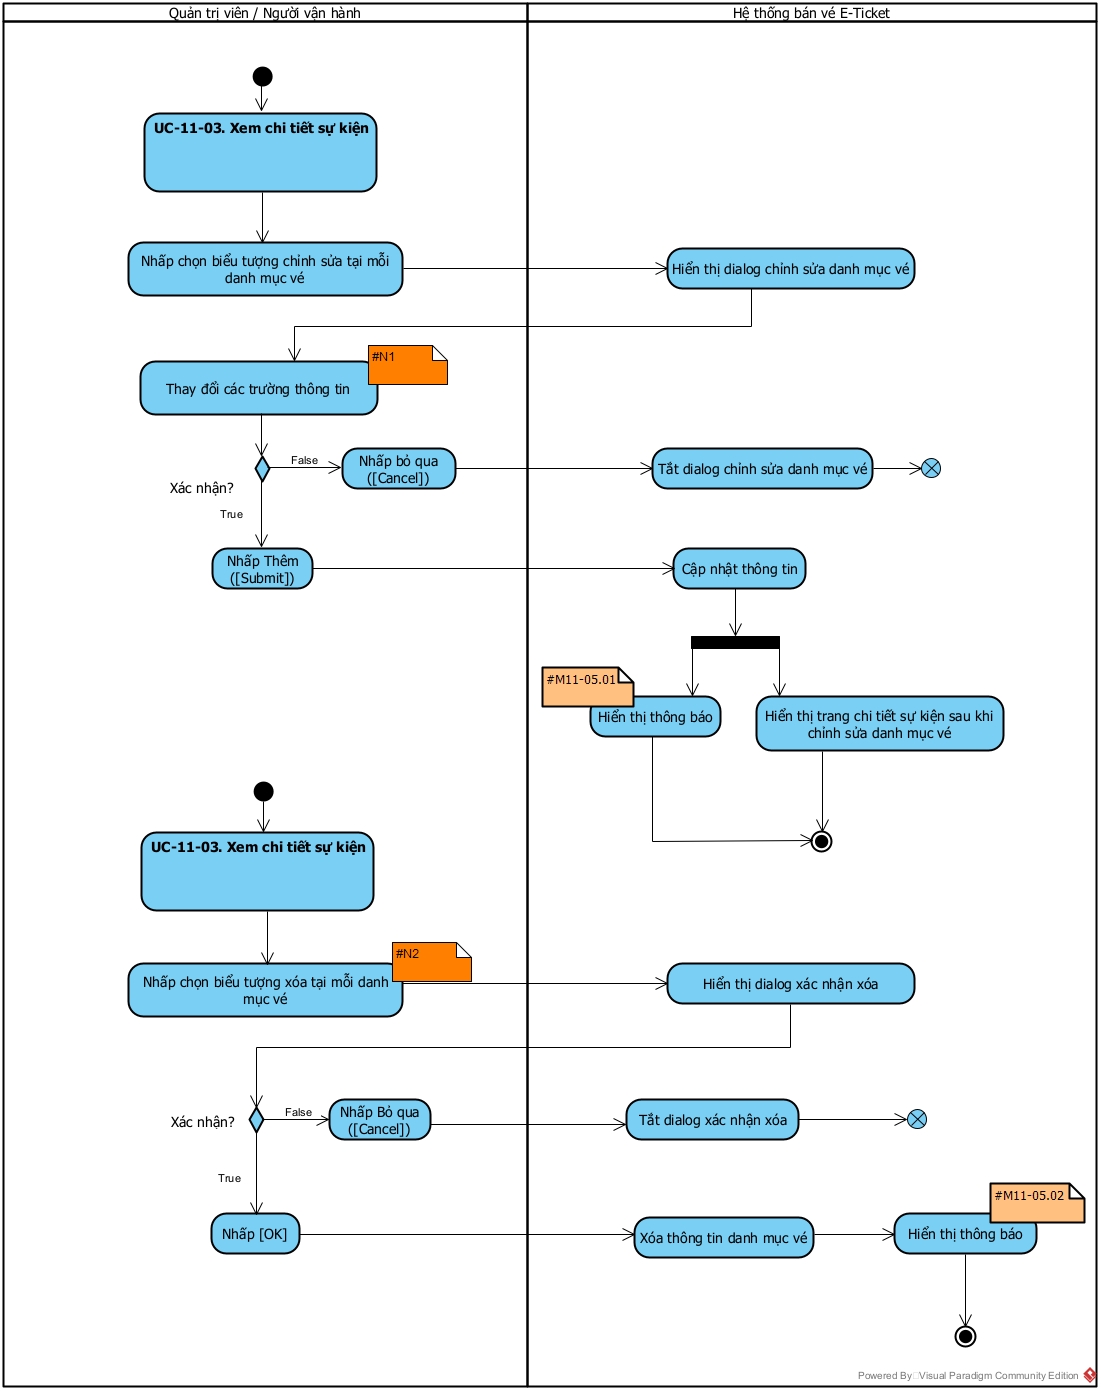 Quản trị viên / Người vận hành
Hệ thống bán vé E-Ticket
UC-11-03. Xem chi tiết sự kiện
Nhấp chọn biểu tượng chỉnh sửa tại mỗi
danh mục vé
Hiển thị dialog chỉnh sửa danh mục vé
#N1
Thay đổi các trường thông tin
False
Nhấp bỏ qua
([Cancel])
Tắt dialog chỉnh sửa danh mục vé
Xác nhận?
True
Nhấp Thêm
([Submit])
Cập nhật thông tin
#M11-05.01
Hiển thị thông báo
Hiển thị trang chi tiết sự kiện sau khi
chỉnh sửa danh mục vé
UC-11-03. Xem chi tiết sự kiện
#N2
Nhấp chọn biểu tượng xóa tại mỗi danh
mục vé
Hiển thị dialog xác nhận xóa
Xác nhận?
False
Nhấp Bỏ qua
([Cancel])
Tắt dialog xác nhận xóa
True
#M11-05.02
Nhấp [OK]
Xóa thông tin danh mục vé
Hiển thị thông báo
Powered By Visual Paradigm Community Edition